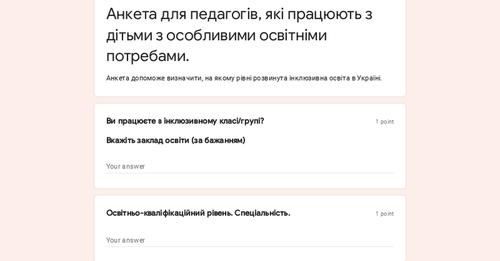 Анкета для педагогів, які працюють з
дітьми з особливими освітніми
потребами.
Анкета допоможе визначити, на якому рівні розвинута інклюзивна освіта в Україні.
Ви працюєте в інклюзивному класі/групі?
1 point
Вкажіть заклад освіти (за бажанням)
Your answer
Освітньо-кваліфікаційний рівень. Спеціальність.
1 point
Your answer